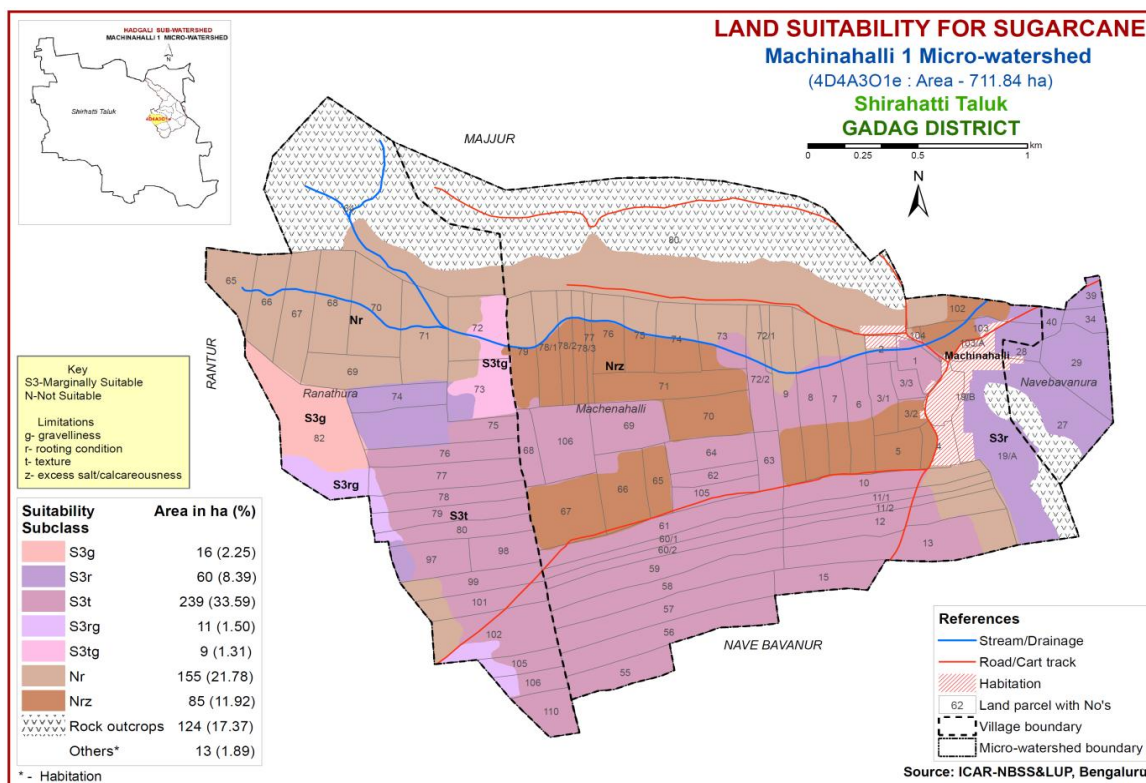 HADGALI SUB-WATERSHED
MACHINAHALLI 1 MICRO-WATERSHED
N
Shirhatti Taluk
4D4A3O1e
LAND SUITABILITY FOR SUGARCANE
Machinahalli 1 Micro-watershed
(4D4A3O1e : Area - 711.84 ha)
Shirahatti Taluk
GADAG DISTRICT
km
0 0.25 0.5 1
N
MAJJUR
RANTUR
NAVE BAVANUR
80
65 66 67 68 70 71 72
Nr
69
Ranathura
74
73
S3tg
75
S3g
82
S3rg
76
77
78
79
S3t
80
97 98
99
101
102
105
106
110
79 78/1 78/2 77 78/3 76 75 74 73 72/1
Nrz
71
72/2
Machenahalli
68 106 69 70
64
62
63
105
67 66 65
61
60/1
60/2
59
58
57
56
55
9 8 7 6
2
1
3/3
3/1
3/2
5
4
10
11/1
11/2
12
13
15
102
104
103
103/A
Machinahalli
19/B
S3r
19/A
28
40
39
34
29
Navebavanura
27
Key
S3-Marginally Suitable
N-Not Suitable
Limitations
g- gravelliness
r- rooting condition
t- texture
z- excess salt/calcareousness
Suitability Subclass Area in ha (%)
S3g 16 (2.25)
S3r 60 (8.39)
S3t 239 (33.59)
S3rg 11 (1.50)
S3tg 9 (1.31)
Nr 155 (21.78)
Nrz 85 (11.92)
Rock outcrops 124 (17.37)
Others* 13 (1.89)
* - Habitation
References
Stream/Drainage
Road/Cart track
Habitation
62 Land parcel with No's
Village boundary
Micro-watershed boundary
Source: ICAR-NBSS&LUP, Bengaluru